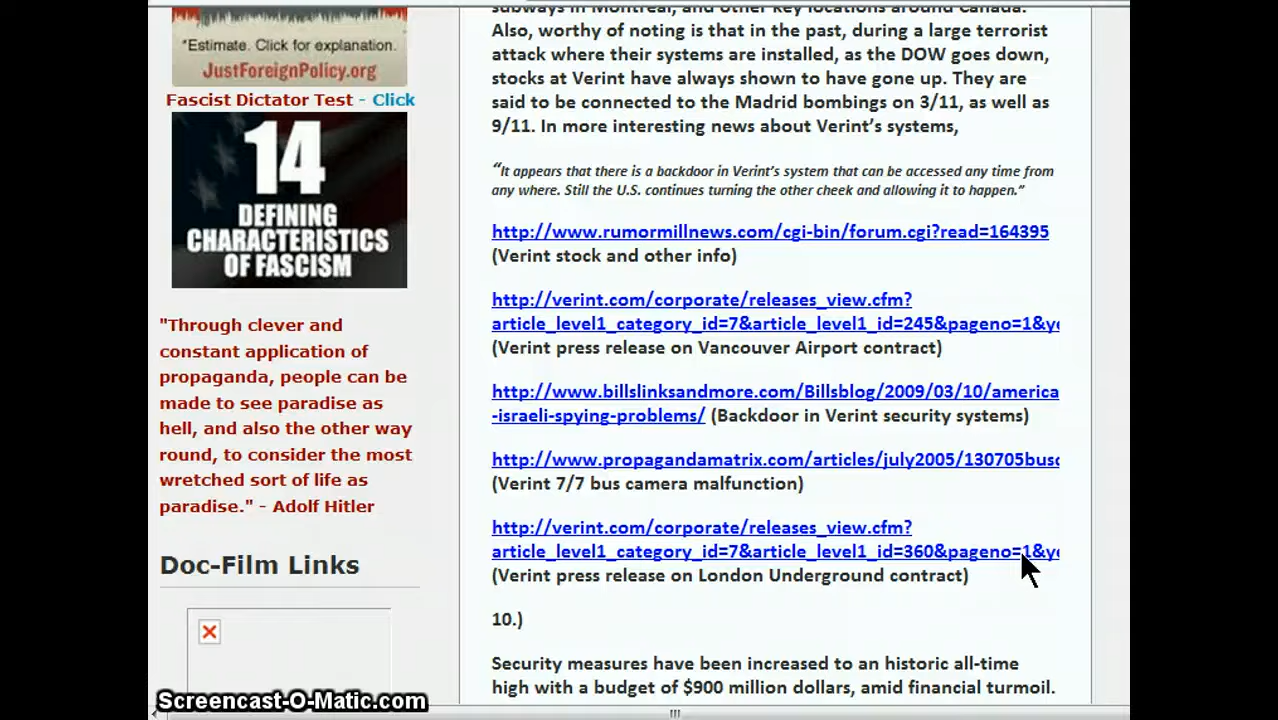 *Estimate. Click for explanation.
JustForeignPolicy.org
Fascist Dictator Test - Click
14
DEFINING
CHARACTERISTICS
OF FASCISM
"Through clever and
constant application of
propaganda, people can be
made to see paradise as
hell, and also the other way
round, to consider the most
wretched sort of life as
paradise." - Adolf Hitler
Doc-Film Links
subways in Montreal, and other key locations around Canada.
Also, worthy of noting is that in the past, during a large terrorist
attack where their systems are installed, as the DOW goes down,
stocks at Verint have always shown to have gone up. They are
said to be connected to the Madrid bombings on 3/11, as well as
9/11. In more interesting news about Verint’s systems,
“It appears that there is a backdoor in Verint’s system that can be accessed any time from
any where. Still the U.S. continues turning the other cheek and allowing it to happen.”
http://www.rumormillnews.com/cgi-bin/forum.cgi?read=164395
(Verint stock and other info)
http://verint.com/corporate/releases_view.cfm?
article_level1_category_id=7&article_level1_id=245&pageno=1&ye
(Verint press release on Vancouver Airport contract)
http://www.billslinksandmore.com/Billsblog/2009/03/10/america
-israeli-spying-problems/ (Backdoor in Verint security systems)
http://www.propagandamatrix.com/articles/july2005/130705busc
(Verint 7/7 bus camera malfunction)
http://verint.com/corporate/releases_view.cfm?
article_level1_category_id=7&article_level1_id=360&pageno=1&ye
(Verint press release on London Underground contract)
10.)
Security measures have been increased to an historic all-time
high with a budget of $900 million dollars, amid financial turmoil.
Screencast-O-Matic.com